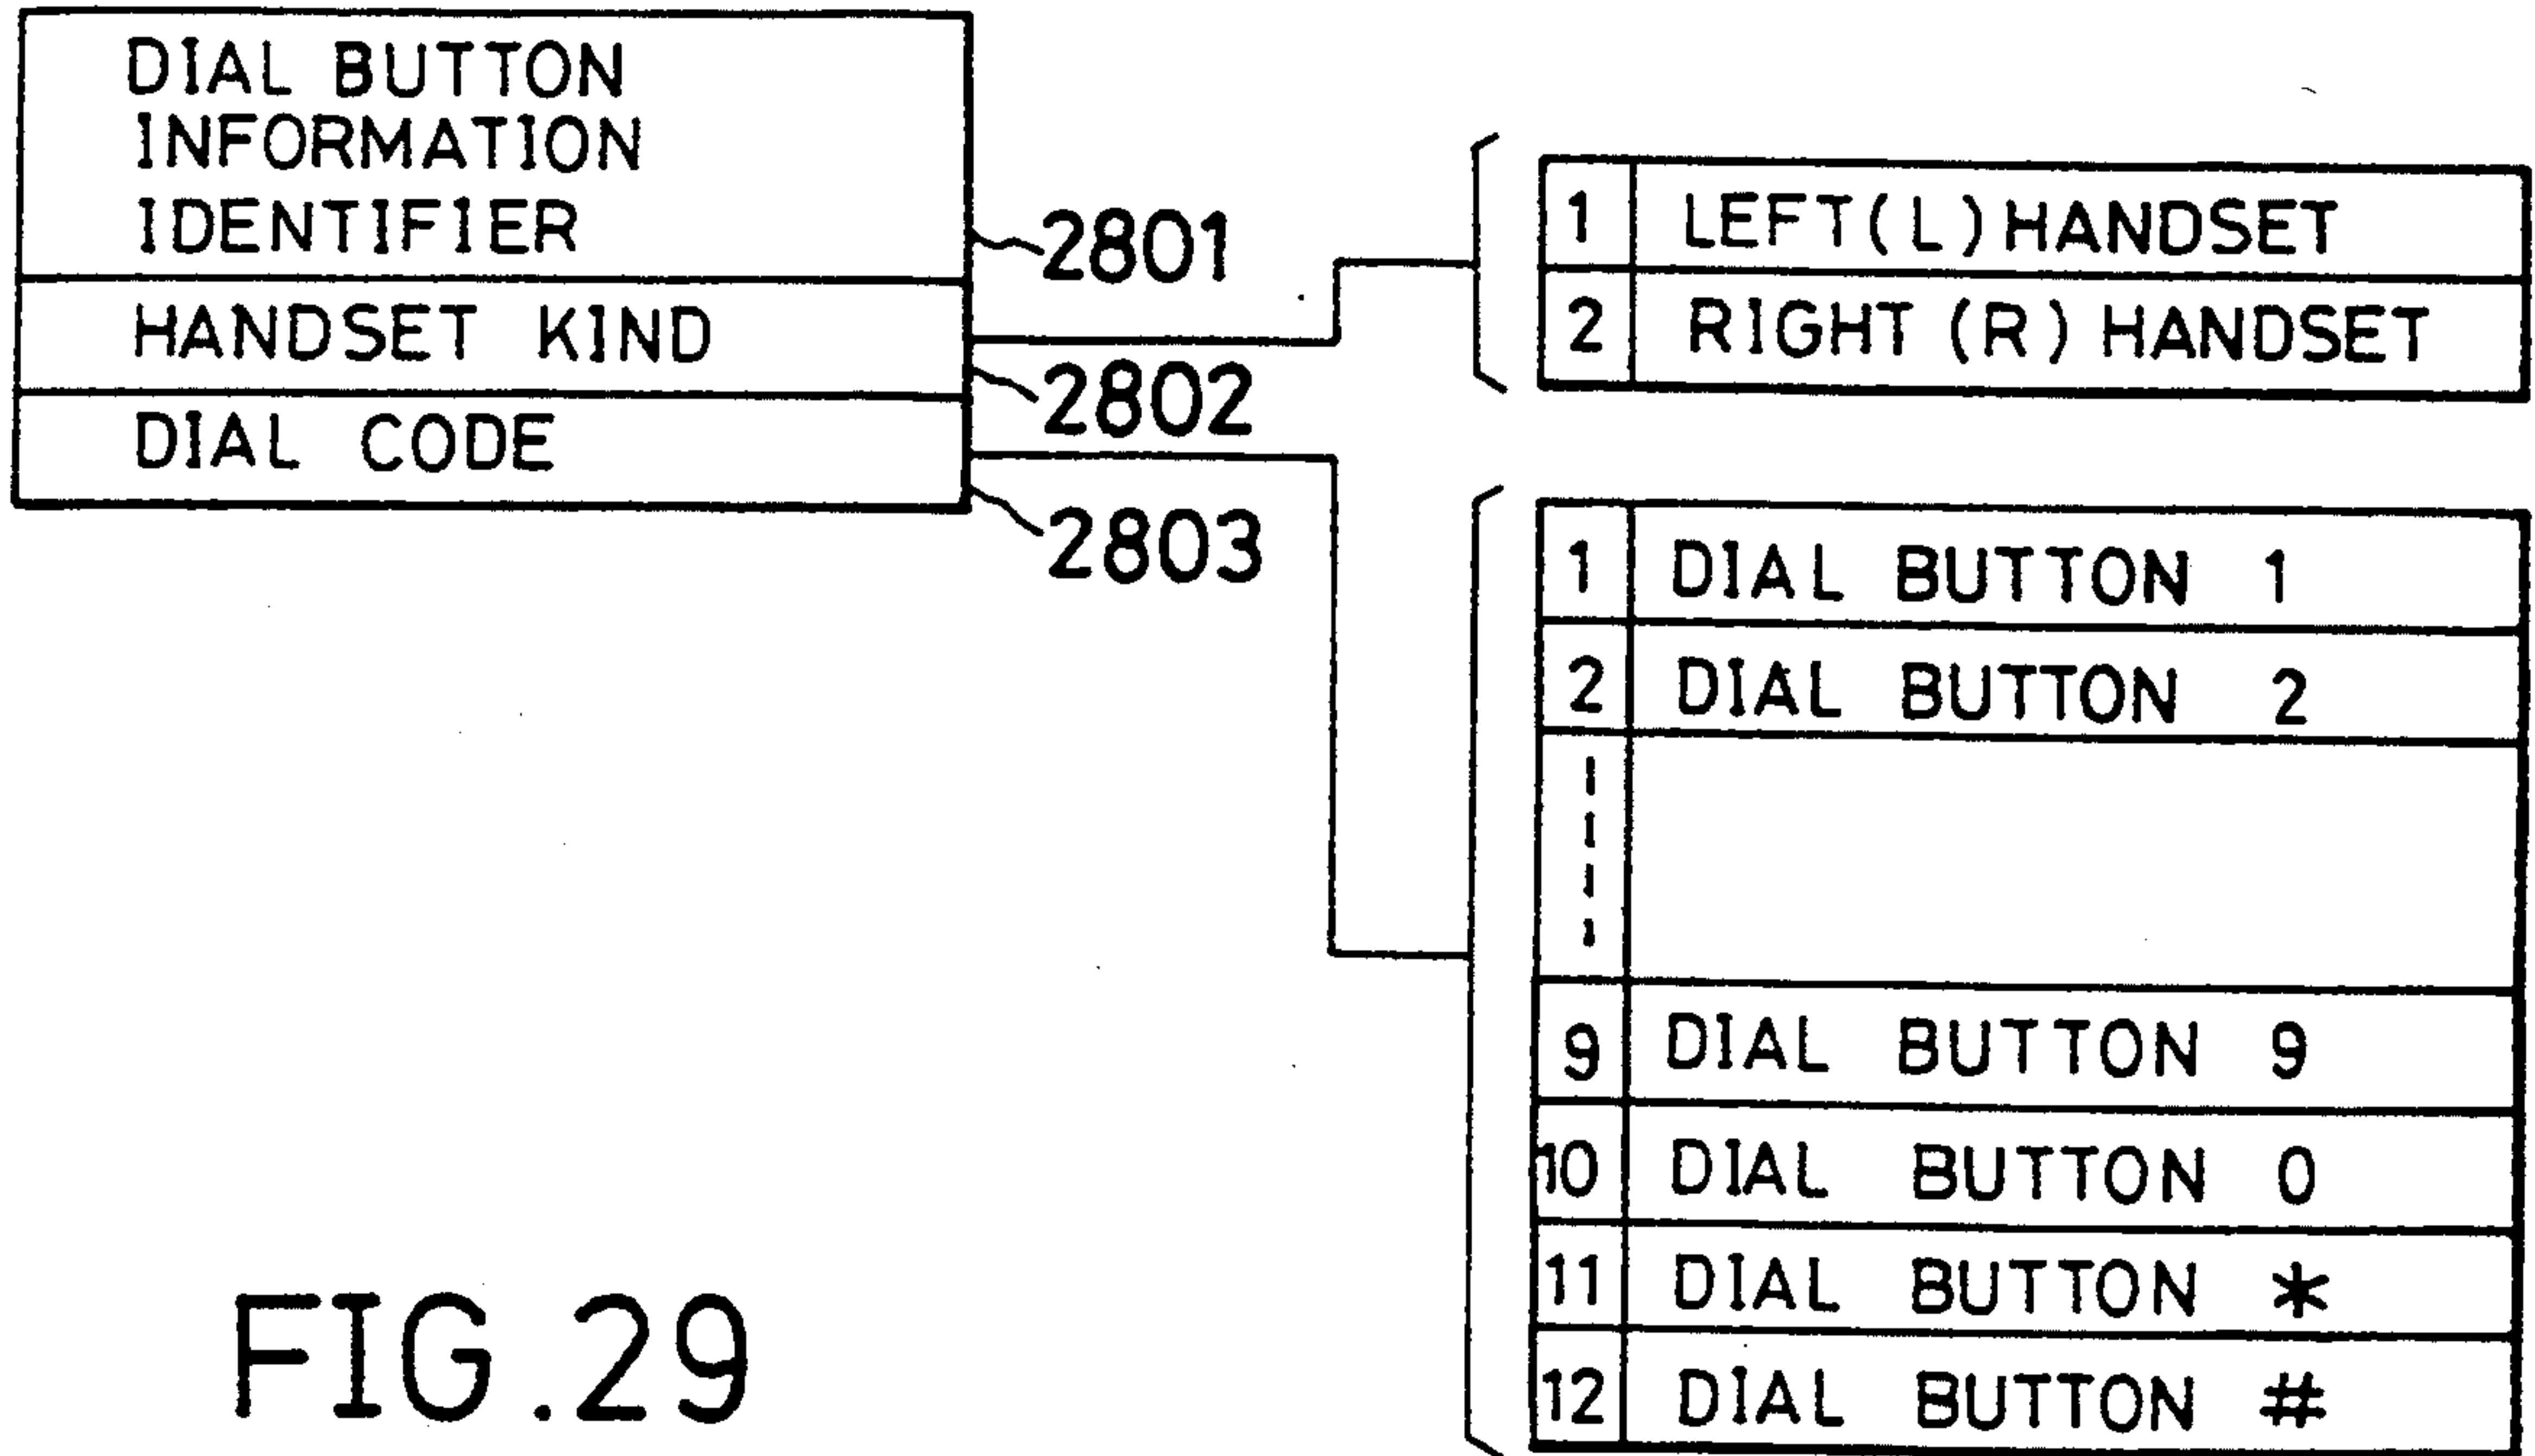 DIAL BUTTON
INFORMATION
IDENTIFIER
2801
HANDSET KIND
2802
DIAL CODE
2803
1 LEFT(L) HANDSET
2 RIGHT (R) HANDSET
1 DIAL BUTTON 1
2 DIAL BUTTON 2
9 DIAL BUTTON 9
10 DIAL BUTTON 0
11 DIAL BUTTON *
12 DIAL BUTTON #
FIG.29